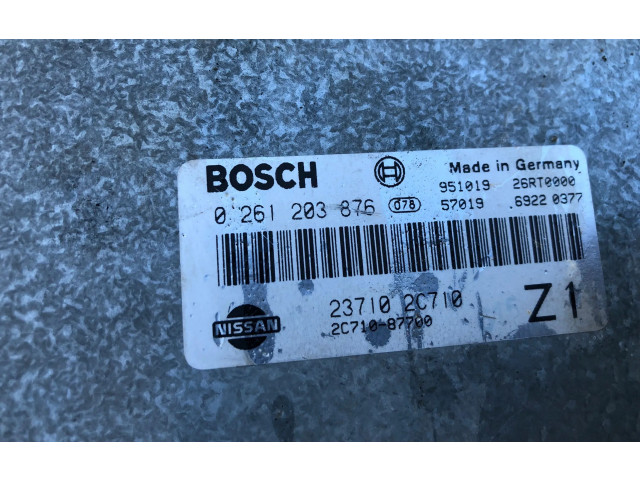 BOSCH Made in Germany
951019 26RT0000
0 261 203 876 078 57019 .6922 0377
23710 2C710
NISSAN 2C710-87700 Z1